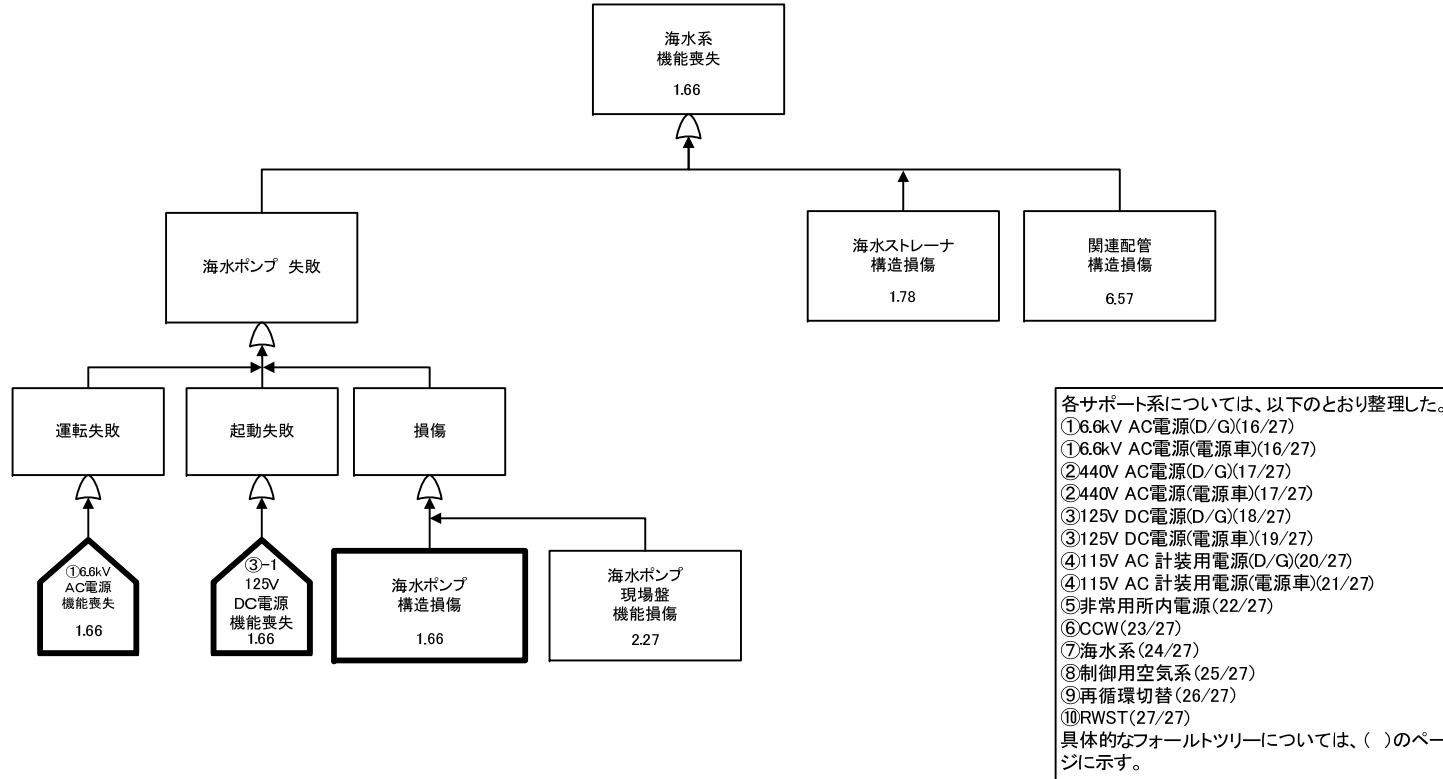 海水系
機能喪失
1.66
海水ポンプ 失敗
海水ストレーナ
構造損傷
1.78
関連配管
構造損傷
6.57
運転失敗
起動失敗
損傷
①6.6kV
AC電源
機能喪失
1.66
③-1
125V
DC電源
機能喪失
1.66
海水ポンプ
構造損傷
1.66
海水ポンプ
現場盤
機能損傷
2.27
各サポート系については、以下のとおり整理した。
①6.6kV AC電源(D/G)(16/27)
①6.6kV AC電源(電源車)(16/27)
②440V AC電源(D/G)(17/27)
②440V AC電源(電源車)(17/27)
③125V DC電源(D/G)(18/27)
③125V DC電源(電源車)(19/27)
④115V AC 計装用電源(D/G)(20/27)
④115V AC 計装用電源(電源車)(21/27)
⑤非常用所内電源(22/27)
⑥CCW(23/27)
⑦海水系(24/27)
⑧制御用空気系(25/27)
⑨再循環切替(26/27)
⑩RWST(27/27)
具体的なフォールトツリーについては、( )のペー
ジに示す。